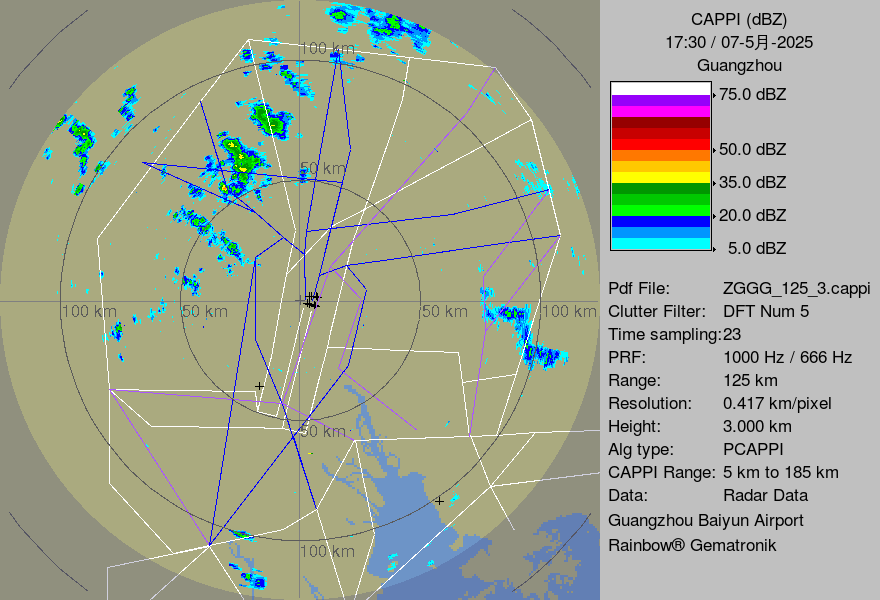 100 km
50 km
100 km
50 km
50 km
100 km
50 km
100 km
CAPPI (dBZ)
17:30 / 07-5月-2025
Guangzhou
75.0 dBZ
50.0 dBZ
35.0 dBZ
20.0 dBZ
5.0 dBZ
Pdf File: ZGGG_125_3.cappi
Clutter Filter: DFT Num 5
Time sampling:23
PRF: 1000 Hz / 666 Hz
Range: 125 km
Resolution: 0.417 km/pixel
Height: 3.000 km
Alg type: PCAPPI
CAPPI Range: 5 km to 185 km
Data: Radar Data
Guangzhou Baiyun Airport
Rainbow® Gematronik